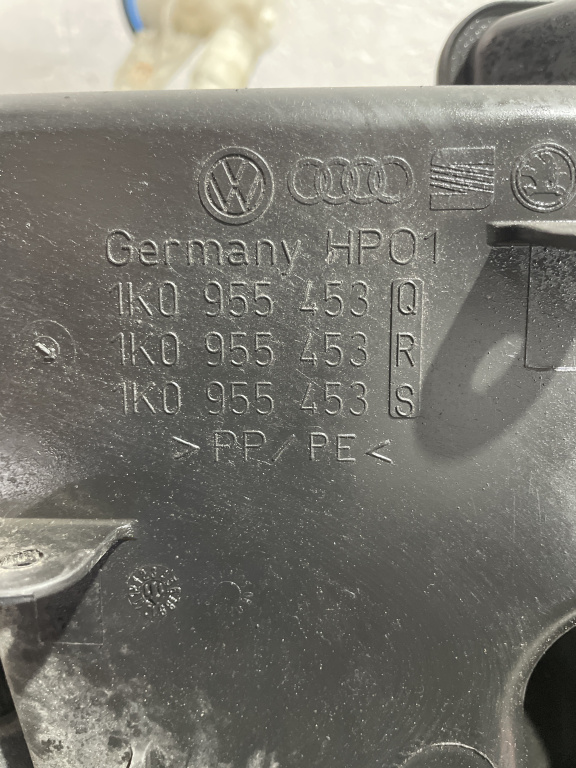 Germany HP01
1K0 955 453 Q
1K0 955 453 R
1K0 955 453 S
>PP/PE<